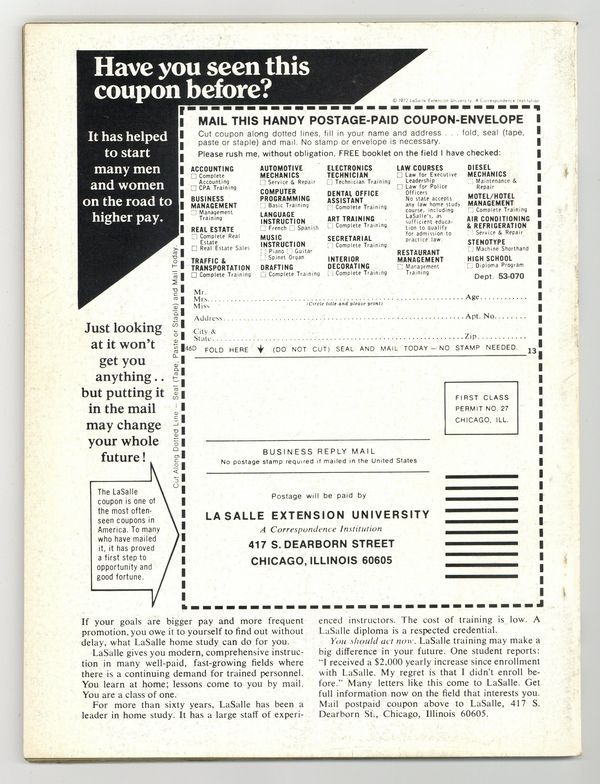 Have you seen this
coupon before?
© 1972 LaSalle Extension University, A Correspondence Institution
It has helped
to start
many men
and women
on the road to
higher pay.
Just looking
at it won't
get you
anything . .
but putting it
in the mail
may change
your whole
future!
The LaSalle
coupon is one of
the most often-
seen coupons in
America. To many
who have mailed
it, it has proved
a first step to
opportunity and
good fortune.
Cut Along Dotted Line — Seal (Tape, Paste or Staple) and Mail Today.
MAIL THIS HANDY POSTAGE-PAID COUPON-ENVELOPE
Cut coupon along dotted lines, fill in your name and address . . . fold, seal (tape,
paste or staple) and mail. No stamp or envelope is necessary.
Please rush me, without obligation, FREE booklet on the field I have checked:
ACCOUNTING
Complete
Accounting
CPA Training
BUSINESS
MANAGEMENT
Management
Training
REAL ESTATE
Complete Real
Estate
Real Estate Sales
TRAFFIC &
TRANSPORTATION
Complete Training
AUTOMOTIVE
MECHANICS
Service & Repair
COMPUTER
PROGRAMMING
Basic Training
LANGUAGE
INSTRUCTION
French Spanish
MUSIC
INSTRUCTION
Piano Guitar
Spinet Organ
DRAFTING
Complete Training
ELECTRONICS
TECHNICIAN
Technician Training
DENTAL OFFICE
ASSISTANT
Complete Training
ART TRAINING
Complete Training
SECRETARIAL
Complete Training
INTERIOR
DECORATING
Complete Training
LAW COURSES
Law for Executive
Leadership
Law for Police
Officers
No state accepts
any law home study
course, including
LaSalle's, as
sufficient educa-
tion to qualify
for admission to
practice law.
RESTAURANT
MANAGEMENT
Management
Training
DIESEL
MECHANICS
Maintenance &
Repair
MOTEL/HOTEL
MANAGEMENT
Complete Training
AIR CONDITIONING
& REFRIGERATION
Service & Repair
STENOTYPE
Machine Shorthand
HIGH SCHOOL
Diploma Program
Dept. 53-070
Mr.
Mrs. Age
Miss (Circle title and please print)
Address Apt. No.
City &
State Zip
46D FOLD HERE (DO NOT CUT) SEAL AND MAIL TODAY — NO STAMP NEEDED. 13
FIRST CLASS
PERMIT NO. 27
CHICAGO, ILL.
BUSINESS REPLY MAIL
No postage stamp required if mailed in the United States
Postage will be paid by
LA SALLE EXTENSION UNIVERSITY
A Correspondence Institution
417 S. DEARBORN STREET
CHICAGO, ILLINOIS 60605
If your goals are bigger pay and more frequent
promotion, you owe it to yourself to find out without
delay, what LaSalle home study can do for you.
LaSalle gives you modern, comprehensive instruc-
tion in many well-paid, fast-growing fields where
there is a continuing demand for trained personnel.
You learn at home; lessons come to you by mail.
You are a class of one.
For more than sixty years, LaSalle has been a
leader in home study. It has a large staff of experi-
enced instructors. The cost of training is low. A
LaSalle diploma is a respected credential.
You should act now. LaSalle training may make a
big difference in your future. One student reports:
"I received a $2,000 yearly increase since enrollment
with LaSalle. My regret is that I didn't enroll be-
fore." Many letters like this come to LaSalle. Get
full information now on the field that interests you.
Mail postpaid coupon above to LaSalle, 417 S.
Dearborn St., Chicago, Illinois 60605.